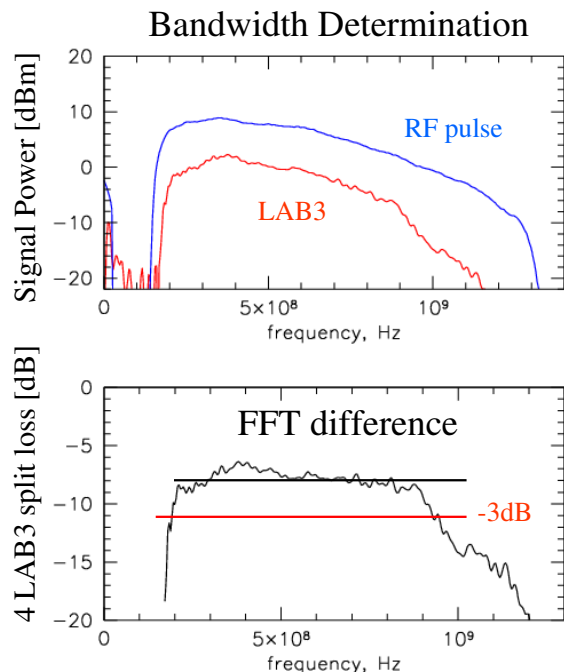 Bandwidth Determination
Signal Power [dBm]
20
10
0
−10
−20
RF pulse
LAB3
0
5×10⁸
10⁹
frequency, Hz
4 LAB3 split loss [dB]
0
−5
−10
−15
−20
FFT difference
-3dB
0
5×10⁸
10⁹
frequency, Hz